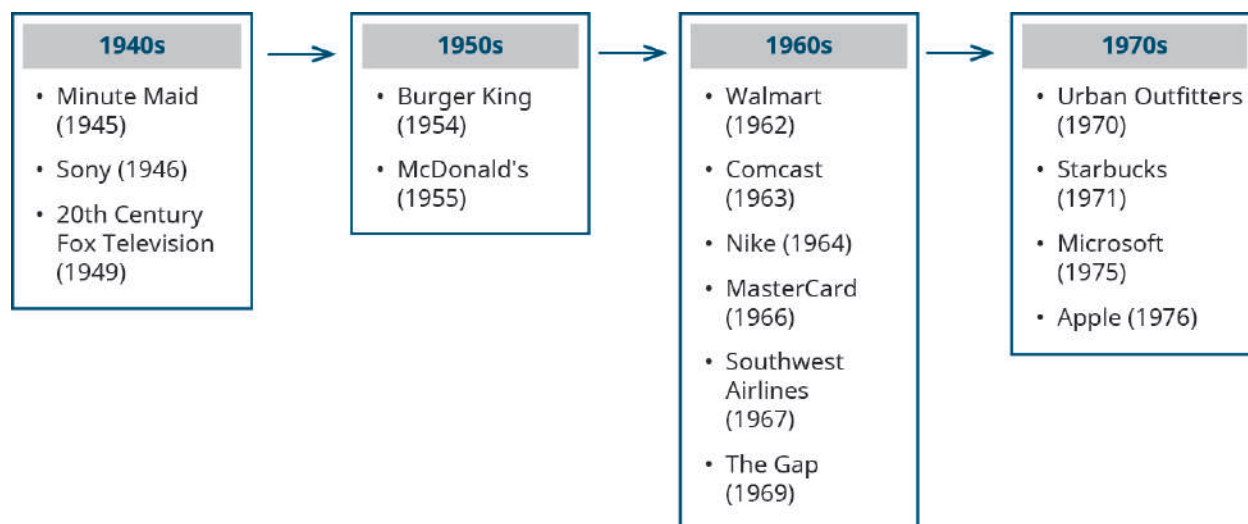 1940s
• Minute Maid
(1945)
• Sony (1946)
• 20th Century
Fox Television
(1949)
1950s
• Burger King
(1954)
• McDonald's
(1955)
1960s
• Walmart
(1962)
• Comcast
(1963)
• Nike (1964)
• MasterCard
(1966)
• Southwest
Airlines
(1967)
• The Gap
(1969)
1970s
• Urban Outfitters
(1970)
• Starbucks
(1971)
• Microsoft
(1975)
• Apple (1976)